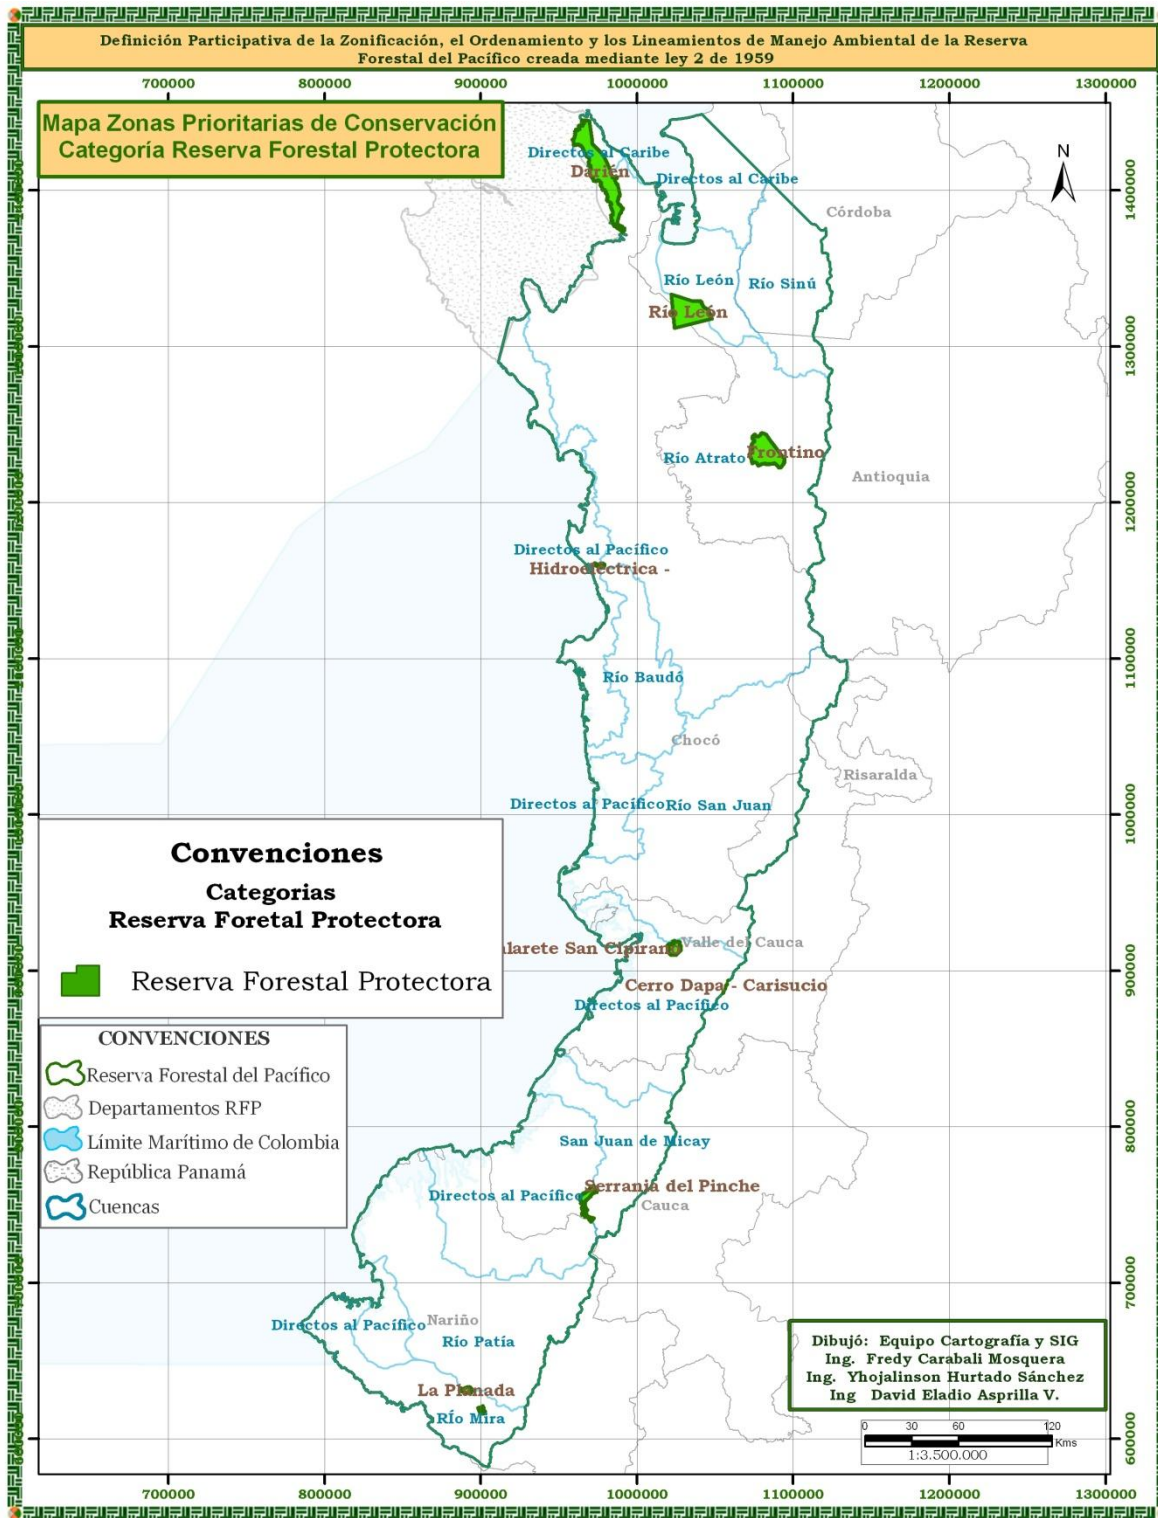 Definición Participativa de la Zonificación, el Ordenamiento y los Lineamientos de Manejo Ambiental de la Reserva
Forestal del Pacífico creada mediante ley 2 de 1959
700000 800000 900000 1000000 1100000 1200000 1300000
Mapa Zonas Prioritarias de Conservación
Categoría Reserva Forestal Protectora
N
Directos al Caribe
Darién
Directos al Caribe
1400000
Córdoba
Río León
Río Sinú
Río León
1300000
Río Atrato
Frontino
Antioquia
1200000
Directos al Pacífico
Hidroelectrica -
1100000
Río Baudó
Chocó
Risaralda
Directos al Pacífico
Río San Juan
1000000
Convenciones
Categorias
Reserva Foretal Protectora
Reserva Forestal Protectora
San Cipirano
Valle del Cauca
900000
Cerro Dapa - Carisucio
Directos al Pacífico
CONVENCIONES
Reserva Forestal del Pacífico
Departamentos RFP
Límite Marítimo de Colombia
República Panamá
Cuencas
800000
San Juan de Micay
Directos al Pacífico
Serrania del Pinche
Cauca
700000
Directos al Pacífico
Nariño
Río Patía
La Planada
Río Mira
600000
Dibujó: Equipo Cartografía y SIG
Ing. Fredy Carabali Mosquera
Ing. Yhojalinson Hurtado Sánchez
Ing David Eladio Asprilla V.
0 30 60 120
Kms
1:3.500.000
700000 800000 900000 1000000 1100000 1200000 1300000